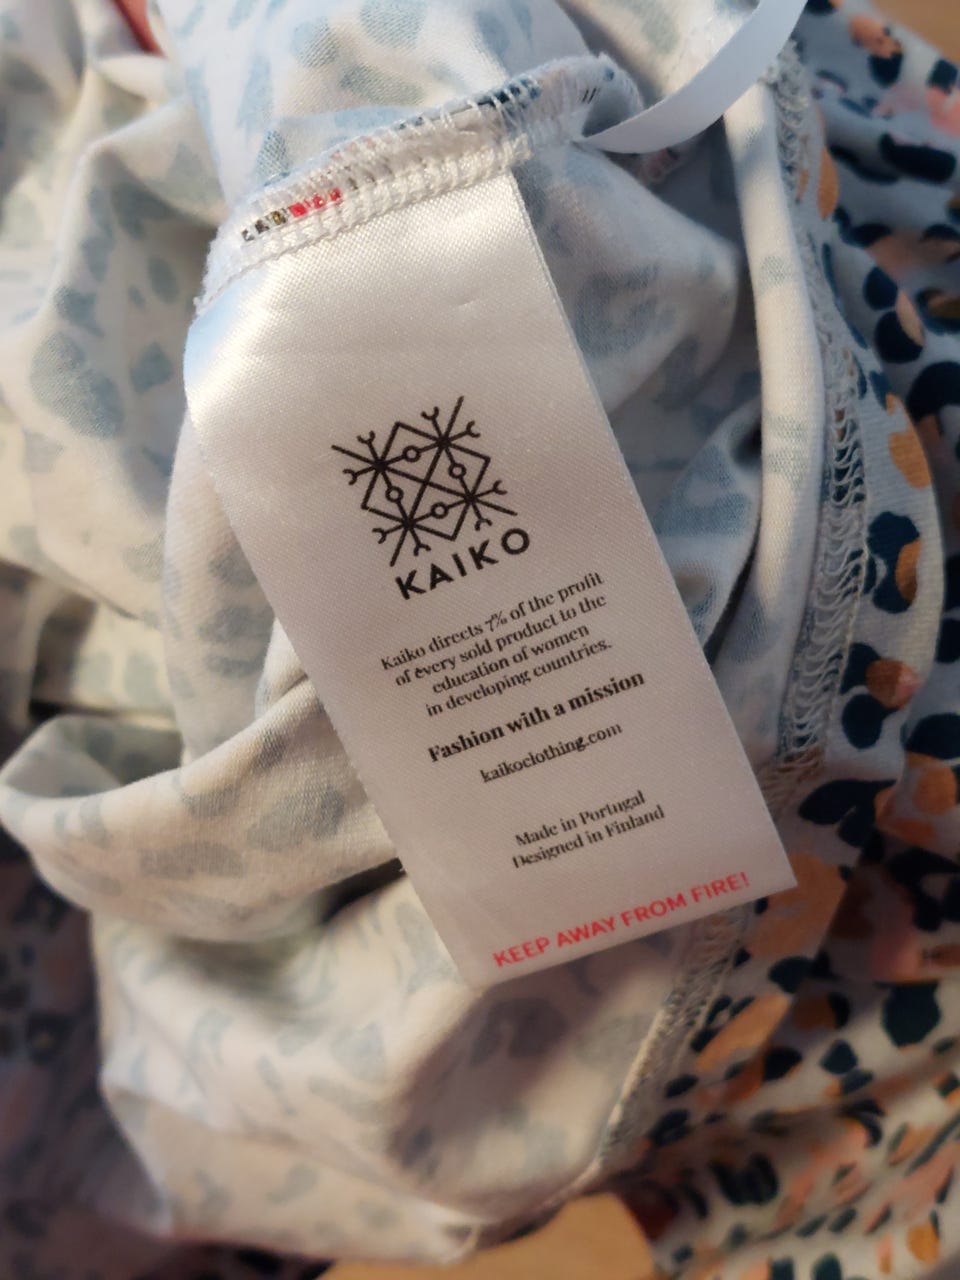 KAIKO
Kaiko directs 7% of the profit
of every sold product to the
education of women
in developing countries.
Fashion with a mission
kaikoclothing.com
Made in Portugal
Designed in Finland
KEEP AWAY FROM FIRE!